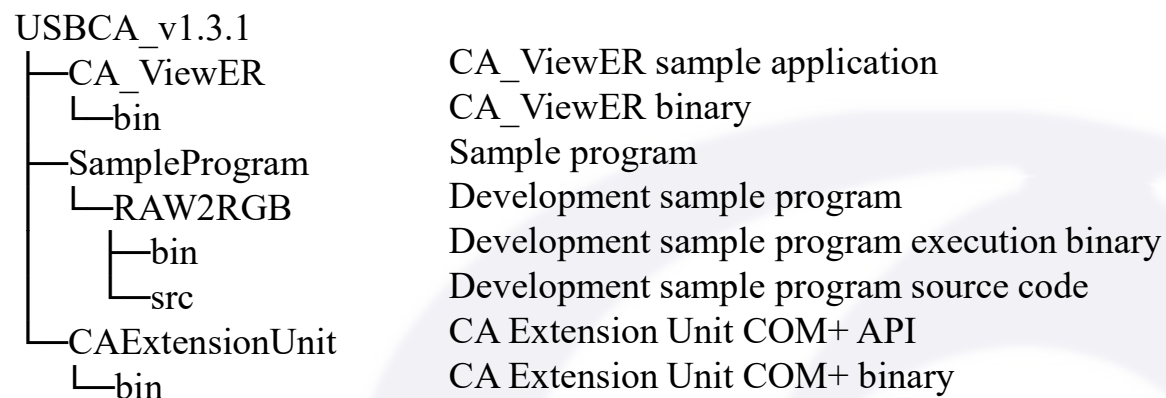 USBCA_v1.3.1
├─CA_ViewER CA_ViewER sample application
└─bin CA_ViewER binary
├─SampleProgram Sample program
└─RAW2RGB Development sample program
├─bin Development sample program execution binary
└─src Development sample program source code
└─CAExtensionUnit CA Extension Unit COM+ API
└─bin CA Extension Unit COM+ binary